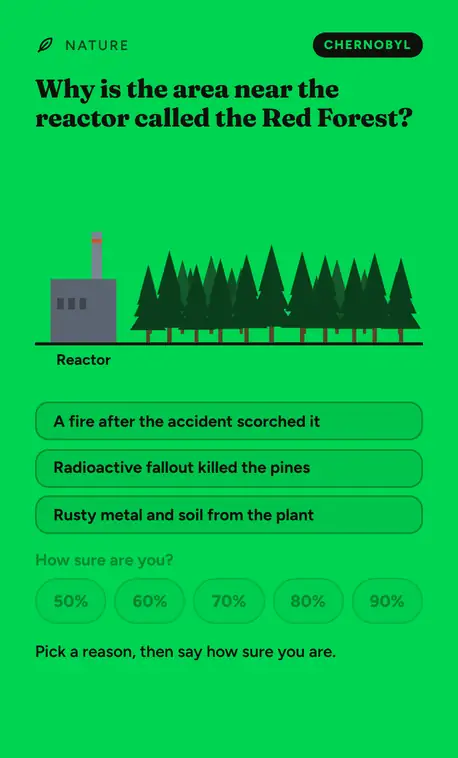 NATURE
CHERNOBYL
Why is the area near the
reactor called the Red Forest?
Reactor
A fire after the accident scorched it
Radioactive fallout killed the pines
Rusty metal and soil from the plant
How sure are you?
50% 60% 70% 80% 90%
Pick a reason, then say how sure you are.